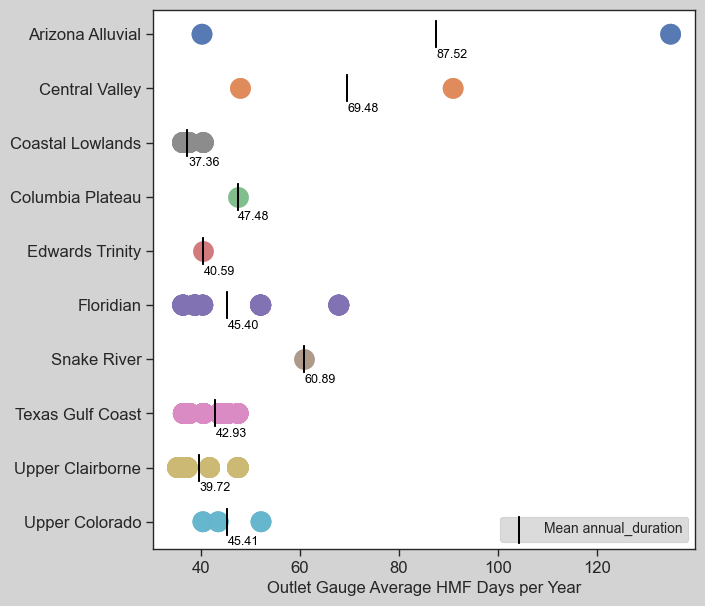 Arizona Alluvial
87.52
Central Valley
69.48
Coastal Lowlands
37.36
Columbia Plateau
47.48
Edwards Trinity
40.59
Floridian
45.40
Snake River
60.89
Texas Gulf Coast
42.93
Upper Clairborne
39.72
Upper Colorado
45.41
Mean annual_duration
40 60 80 100 120
Outlet Gauge Average HMF Days per Year